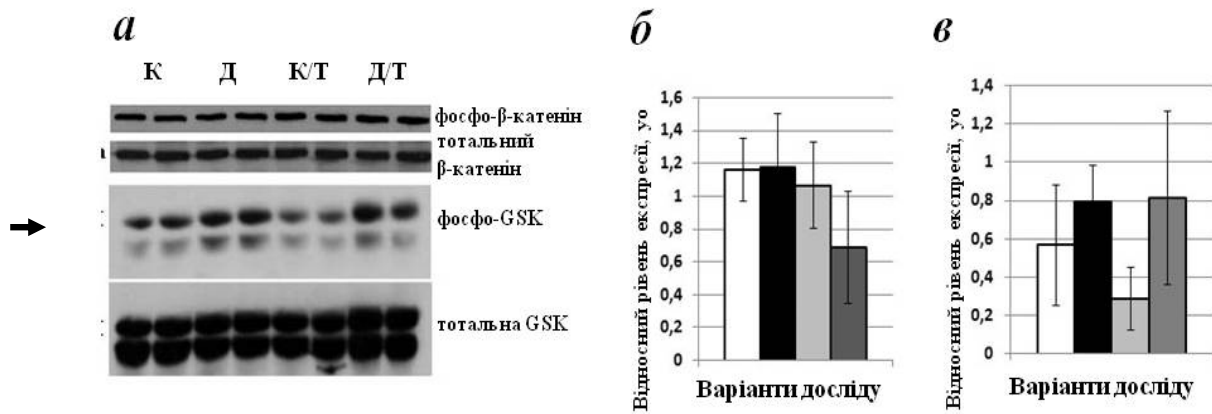 а
К Д К/Т Д/Т
фосфо-β-катенін
тотальний
β-катенін
фосфо-GSK
тотальна GSK
б
Відносний рівень експресії, уо
1,6
1,4
1,2
1
0,8
0,6
0,4
0,2
0
Варіанти досліду
в
Відносний рівень експресії, уо
1,4
1,2
1
0,8
0,6
0,4
0,2
0
Варіанти досліду